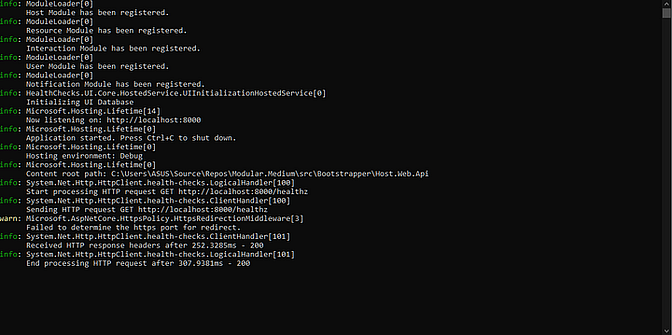 info: ModuleLoader[0]
Host Module has been registered.
info: ModuleLoader[0]
Resource Module has been registered.
info: ModuleLoader[0]
Interaction Module has been registered.
info: ModuleLoader[0]
User Module has been registered.
info: ModuleLoader[0]
Notification Module has been registered.
info: HealthChecks.UI.Core.HostedService.UIInitializationHostedService[0]
Initializing UI Database
info: Microsoft.Hosting.Lifetime[14]
Now listening on: http://localhost:8000
info: Microsoft.Hosting.Lifetime[0]
Application started. Press Ctrl+C to shut down.
info: Microsoft.Hosting.Lifetime[0]
Hosting environment: Debug
info: Microsoft.Hosting.Lifetime[0]
Content root path: C:\Users\ASUS\Source\Repos\Modular.Medium\src\Bootstrapper\Host.Web.Api
info: System.Net.Http.HttpClient.health-checks.LogicalHandler[100]
Start processing HTTP request GET http://localhost:8000/healthz
info: System.Net.Http.HttpClient.health-checks.ClientHandler[100]
Sending HTTP request GET http://localhost:8000/healthz
warn: Microsoft.AspNetCore.HttpsPolicy.HttpsRedirectionMiddleware[3]
Failed to determine the https port for redirect.
info: System.Net.Http.HttpClient.health-checks.ClientHandler[101]
Received HTTP response headers after 252.3285ms - 200
info: System.Net.Http.HttpClient.health-checks.LogicalHandler[101]
End processing HTTP request after 307.9381ms - 200